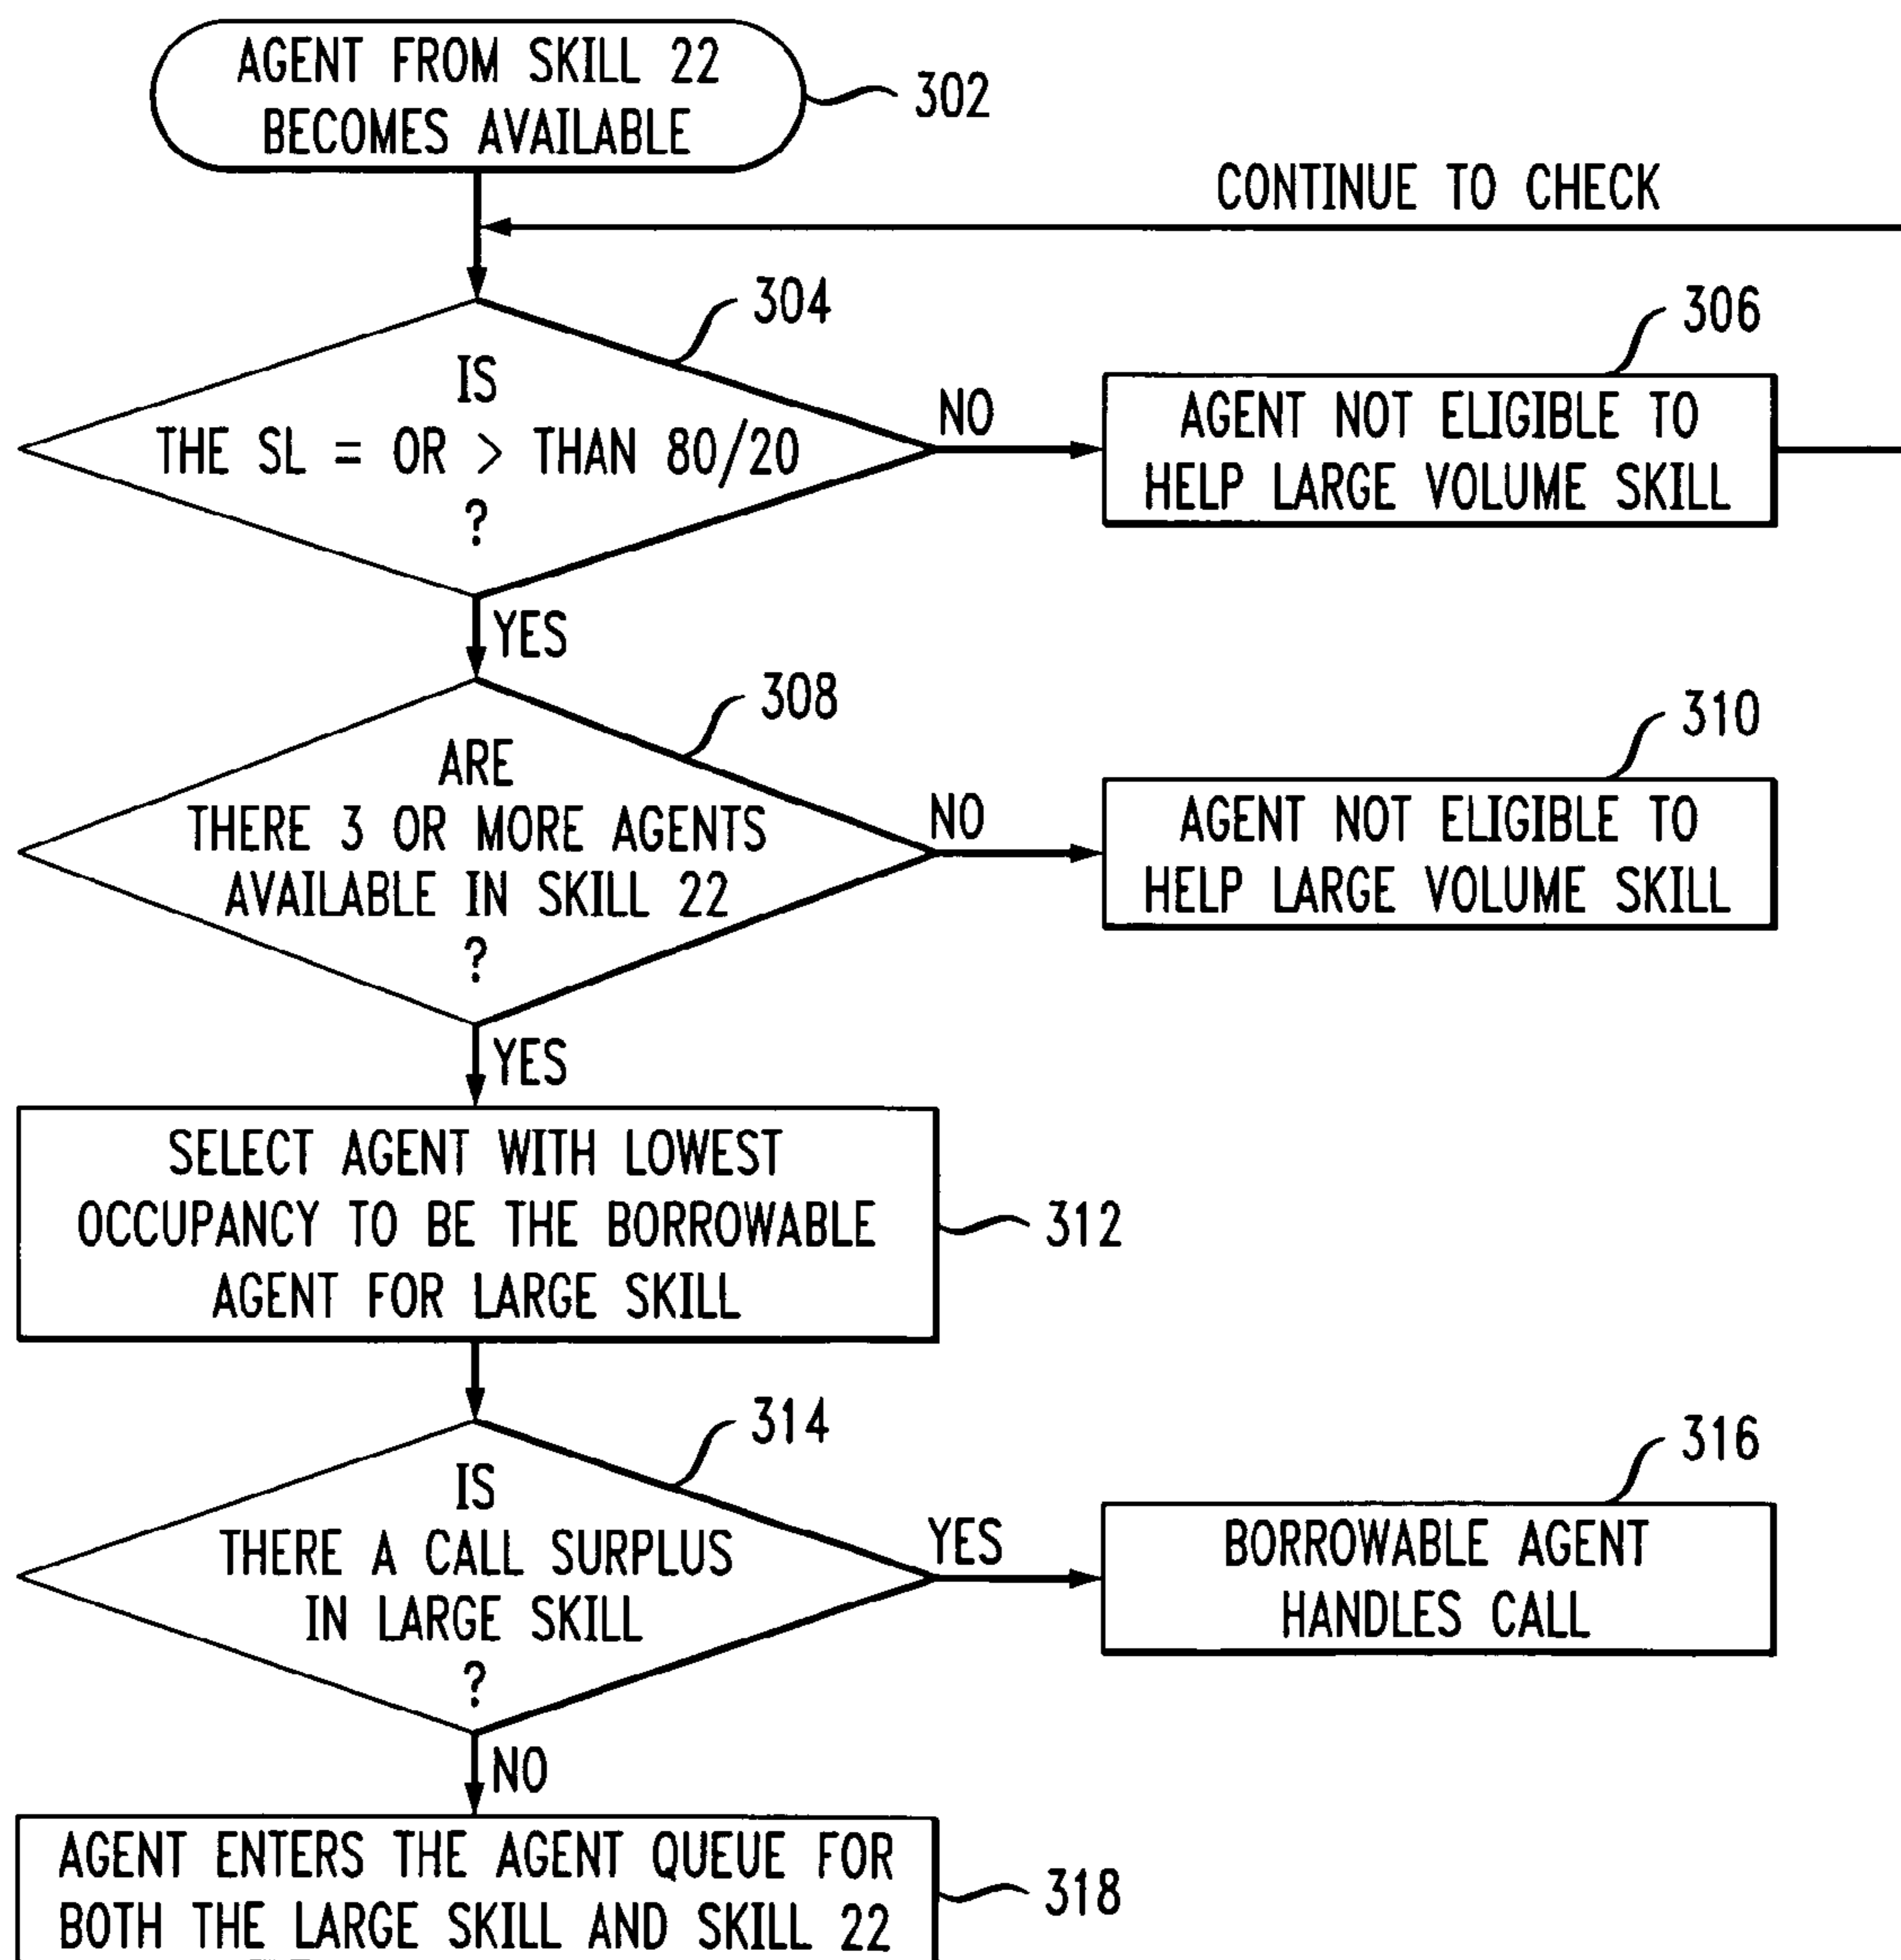 AGENT FROM SKILL 22
BECOMES AVAILABLE
302
CONTINUE TO CHECK
304
IS
THE SL = OR > THAN 80/20
?
NO
306
AGENT NOT ELIGIBLE TO
HELP LARGE VOLUME SKILL
YES
308
ARE
THERE 3 OR MORE AGENTS
AVAILABLE IN SKILL 22
?
NO
310
AGENT NOT ELIGIBLE TO
HELP LARGE VOLUME SKILL
YES
SELECT AGENT WITH LOWEST
OCCUPANCY TO BE THE BORROWABLE
AGENT FOR LARGE SKILL
312
314
IS
THERE A CALL SURPLUS
IN LARGE SKILL
?
YES
316
BORROWABLE AGENT
HANDLES CALL
NO
AGENT ENTERS THE AGENT QUEUE FOR
BOTH THE LARGE SKILL AND SKILL 22
318